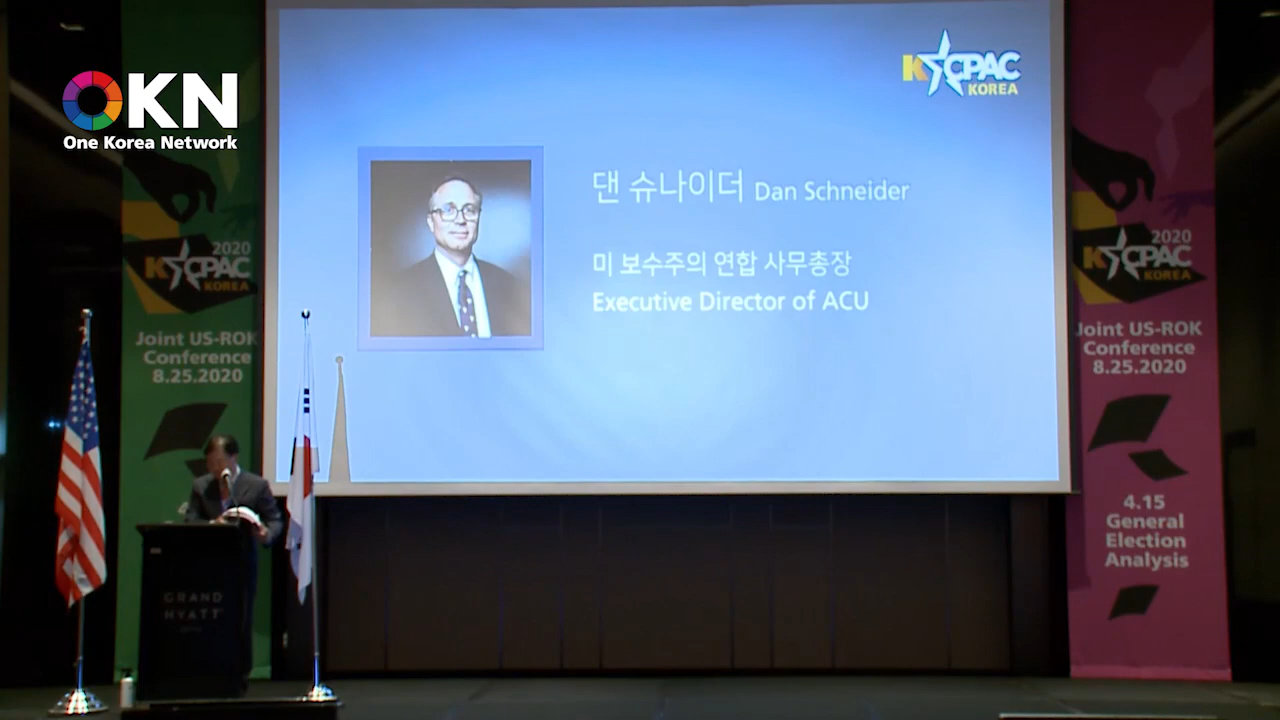 OKN
One Korea Network
KCPAC
KOREA
댄 슈나이더 Dan Schneider
미 보수주의 연합 사무총장
Executive Director of ACU
2020
KCPAC
KOREA
Joint US-ROK
Conference
8.25.2020
GRAND
HYATT
2020
KCPAC
KOREA
Joint US-ROK
Conference
8.25.2020
4.15
General
Election
Analysis